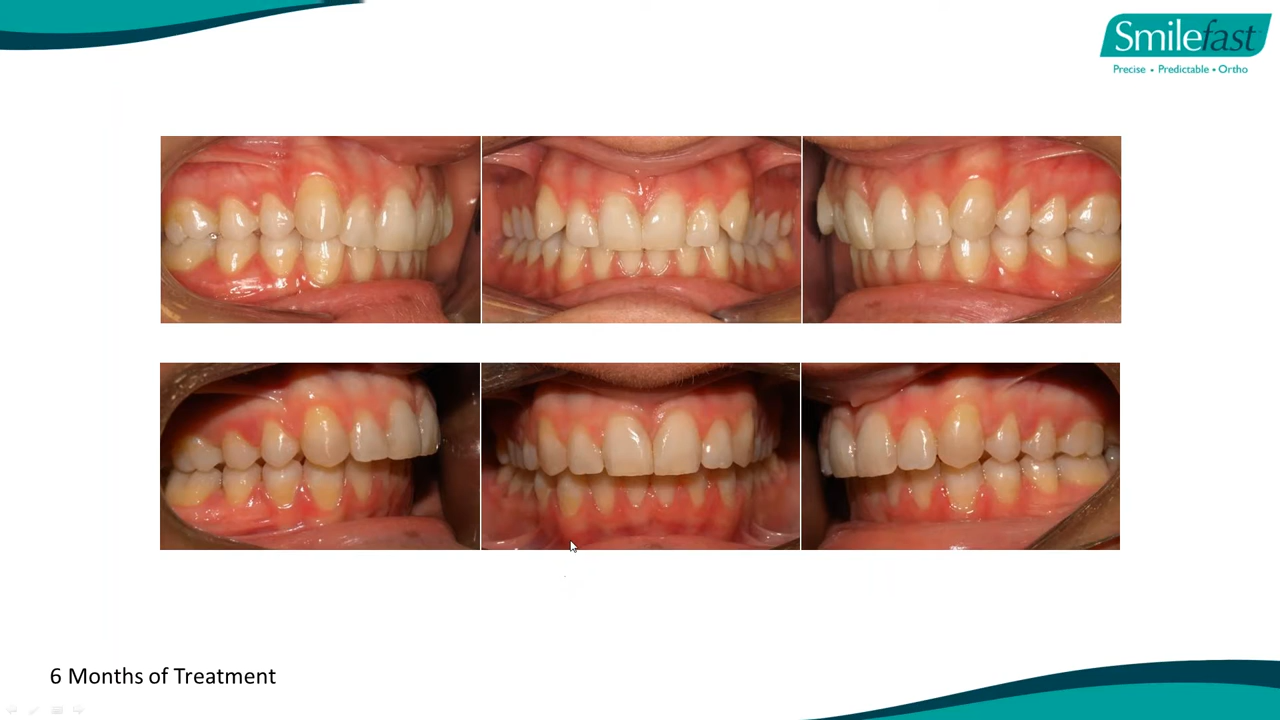 Smilefast
Precise • Predictable • Ortho
6 Months of Treatment